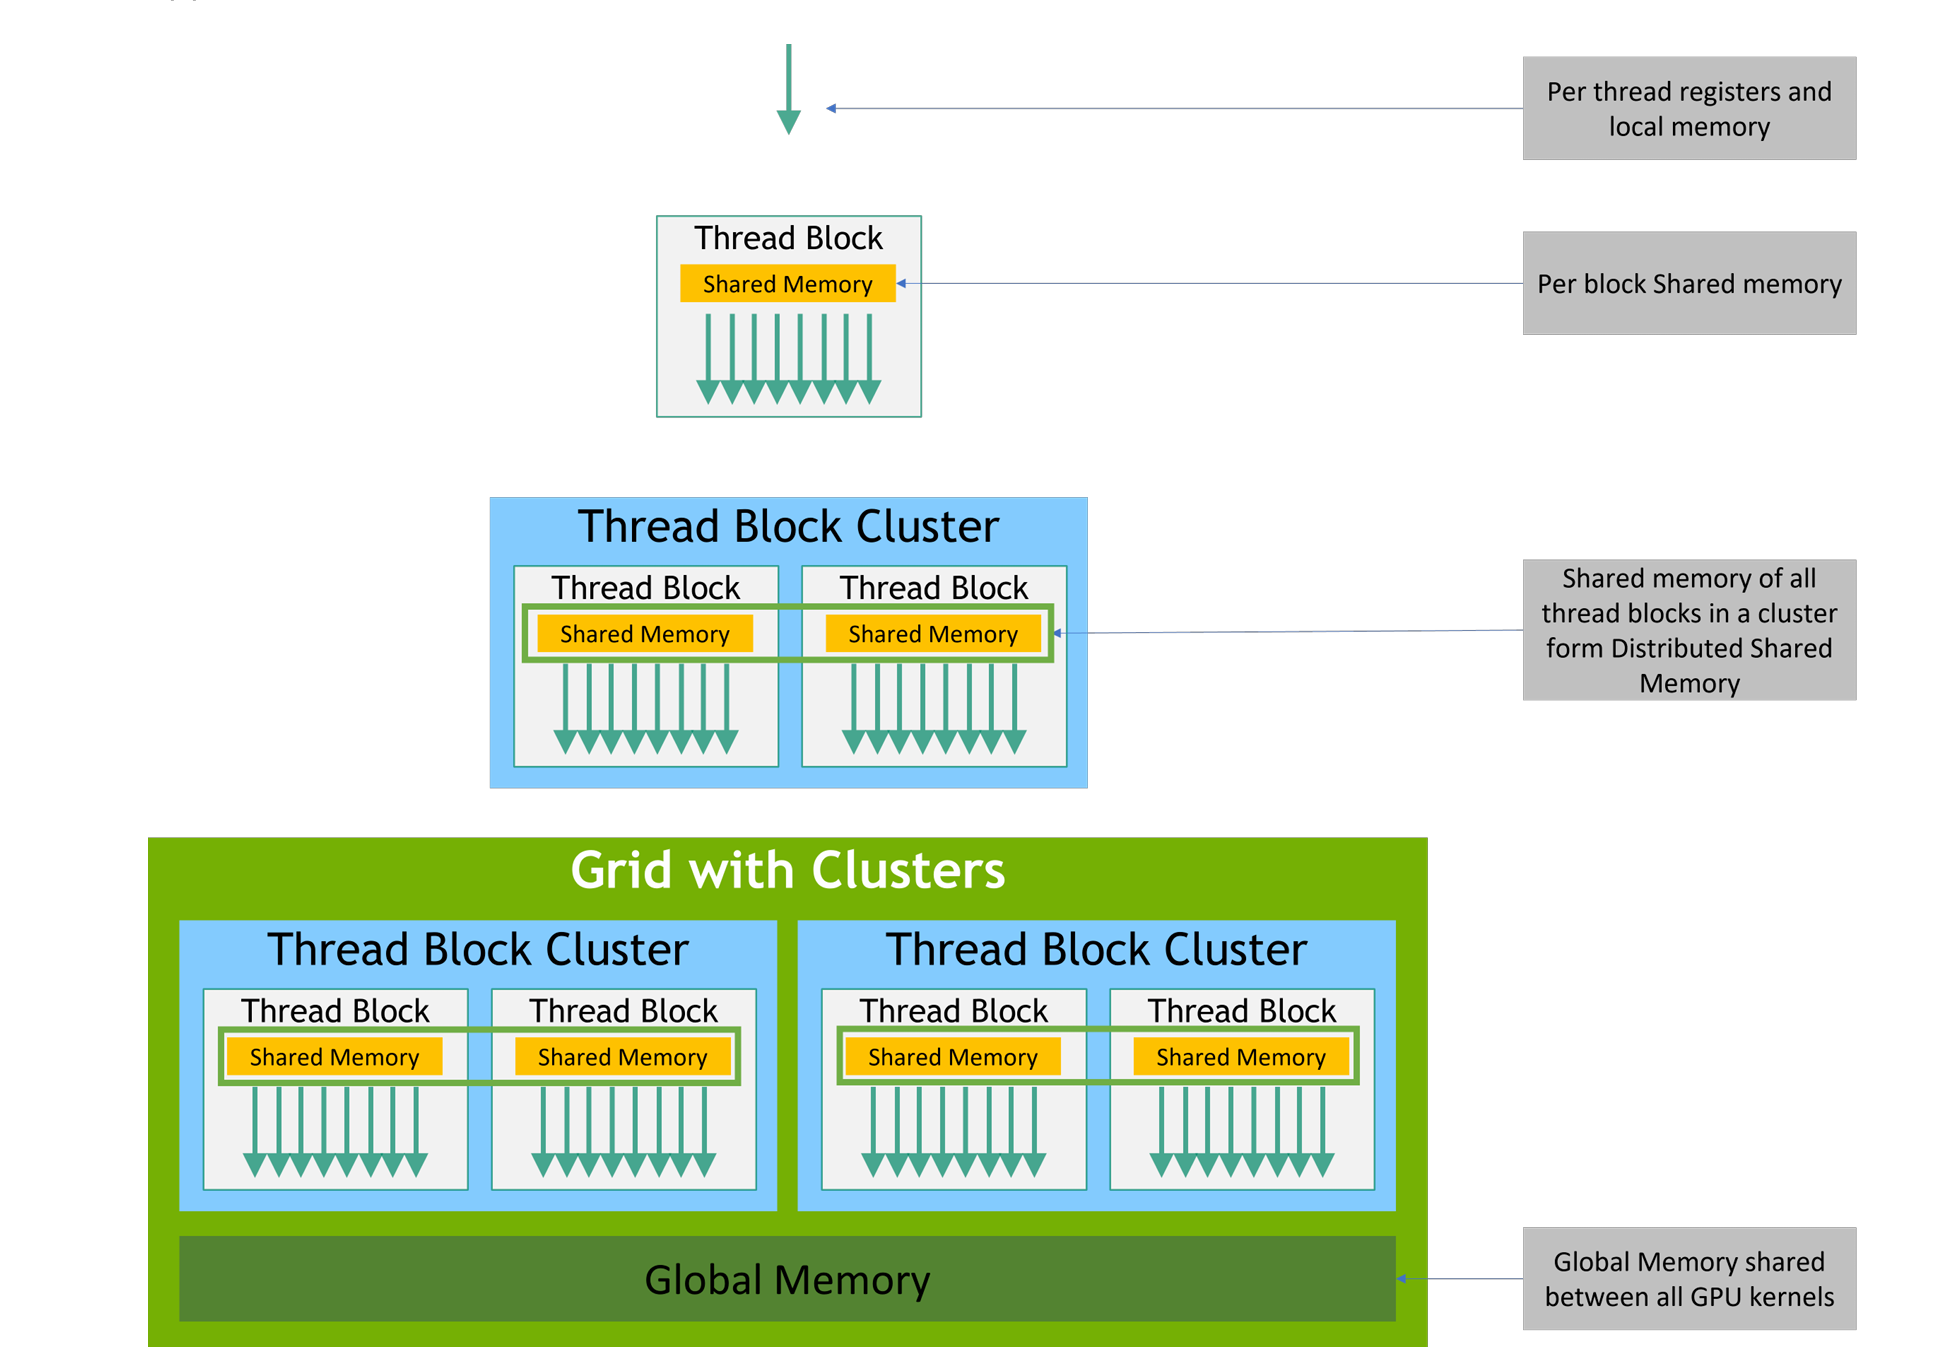 Per thread registers and
local memory
Thread Block
Shared Memory
Per block Shared memory
Thread Block Cluster
Thread Block
Thread Block
Shared Memory
Shared Memory
Shared memory of all
thread blocks in a cluster
form Distributed Shared
Memory
Grid with Clusters
Thread Block Cluster
Thread Block Cluster
Thread Block
Thread Block
Thread Block
Thread Block
Shared Memory
Shared Memory
Shared Memory
Shared Memory
Global Memory
Global Memory shared
between all GPU kernels